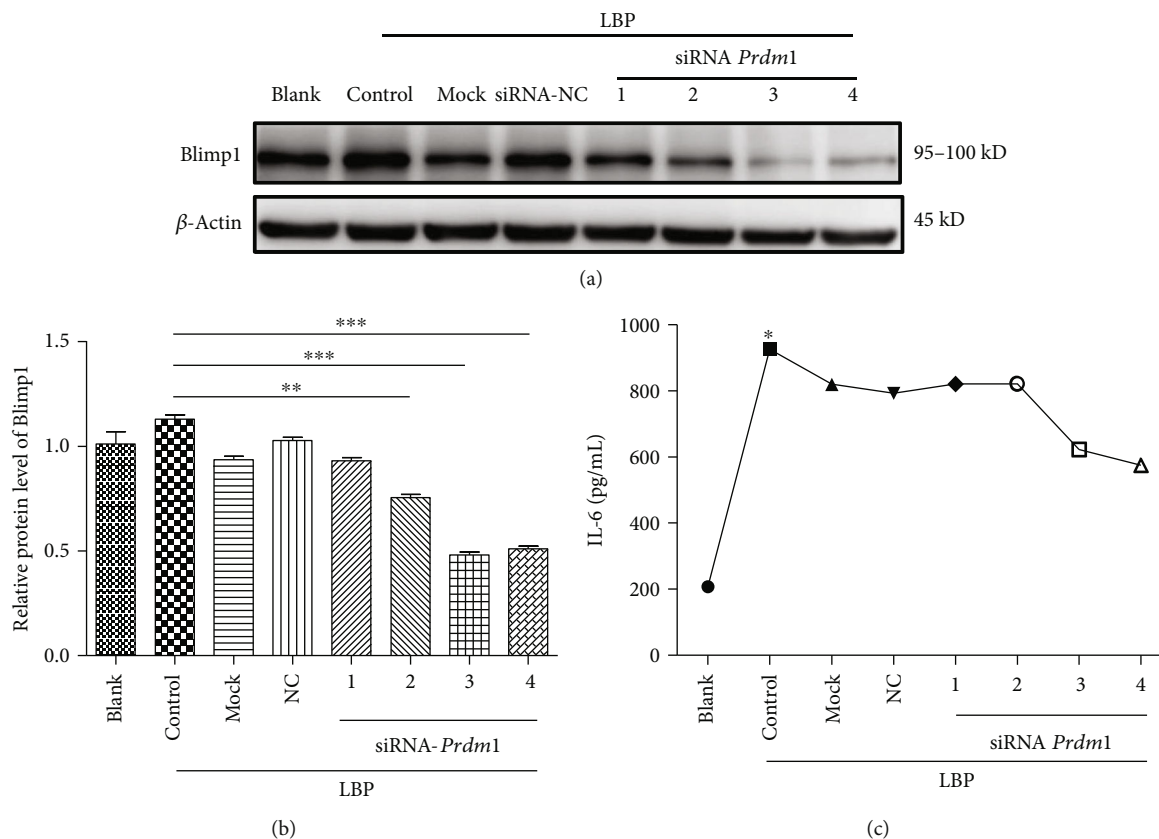 LBP
siRNA Prdm1
Blank Control Mock siRNA-NC 1 2 3 4
Blimp1 95–100 kD
β-Actin 45 kD
(a)
Relative protein level of Blimp1
1.5
1.0
0.5
0.0
***
***
**
Blank
Control
Mock
NC
1
2
3
4
siRNA-Prdm1
LBP
(b)
IL-6 (pg/mL)
1000
800
600
400
200
0
*
Blank
Control
Mock
NC
1
2
3
4
siRNA Prdm1
LBP
(c)